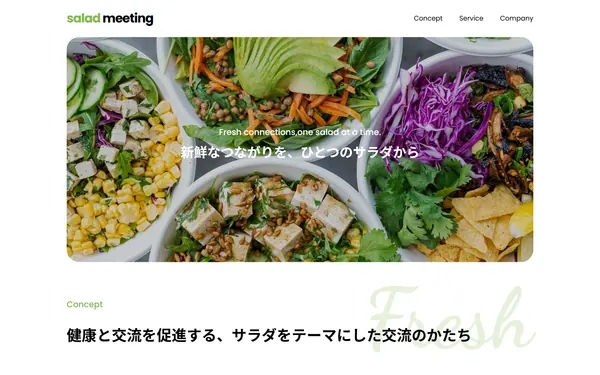 salad meeting
Concept Service Company
Fresh connections,one salad at a time.
新鮮なつながりを、ひとつのサラダから
Concept
Fresh
健康と交流を促進する、サラダをテーマにした交流のかたち